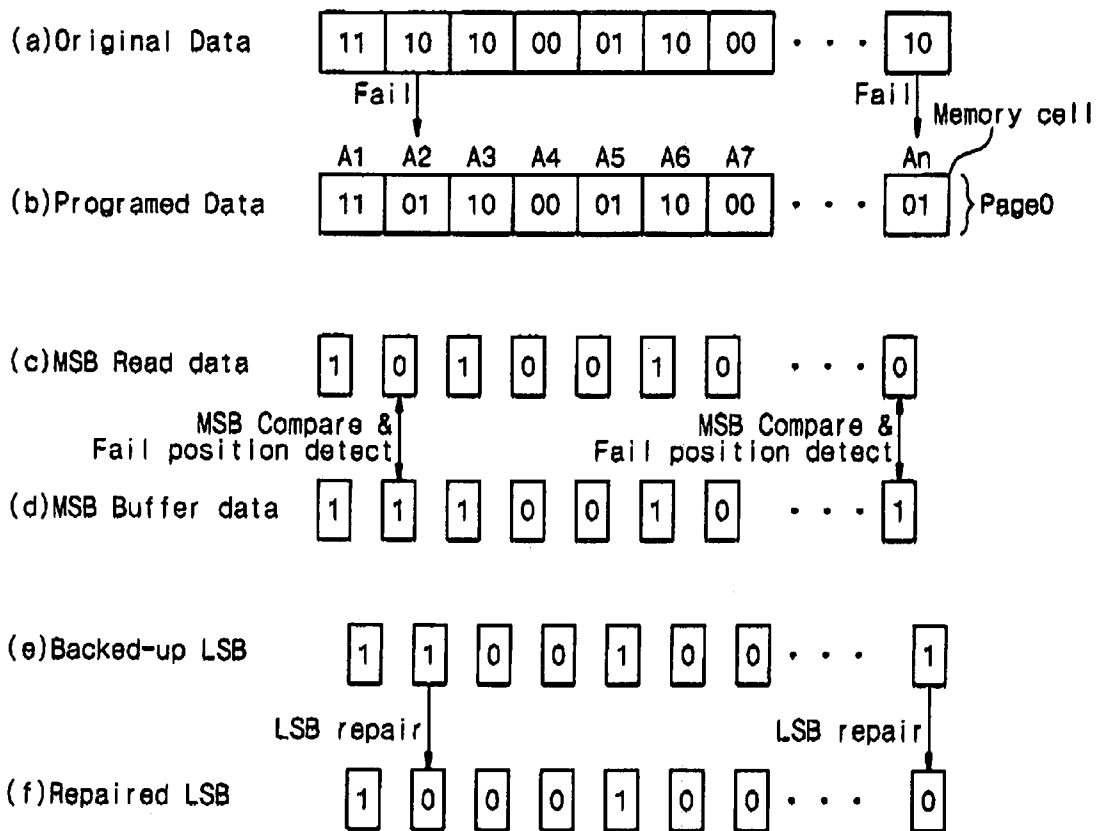 (a)Original Data 11 10 10 00 01 10 00 · · · 10
Fail Fail
Memory cell
A1 A2 A3 A4 A5 A6 A7 An
(b)Programed Data 11 01 10 00 01 10 00 · · · 01 Page0
(c)MSB Read data 1 0 1 0 0 1 0 · · · 0
MSB Compare & MSB Compare &
Fail position detect Fail position detect
(d)MSB Buffer data 1 1 1 0 0 1 0 · · · 1
(e)Backed-up LSB 1 1 0 0 1 0 0 · · · 1
LSB repair LSB repair
(f)Repaired LSB 1 0 0 0 1 0 0 · · · 0